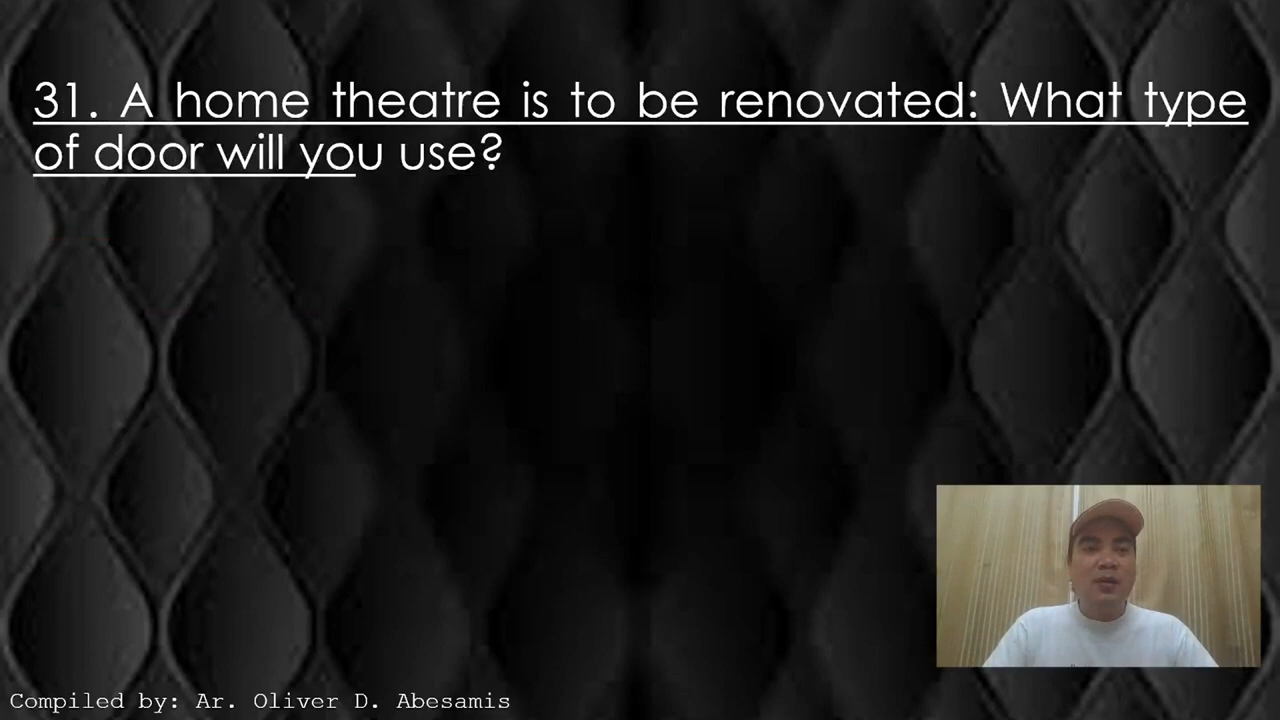 31. A home theatre is to be renovated: What type
of door will you use?
Compiled by: Ar. Oliver D. Abesamis